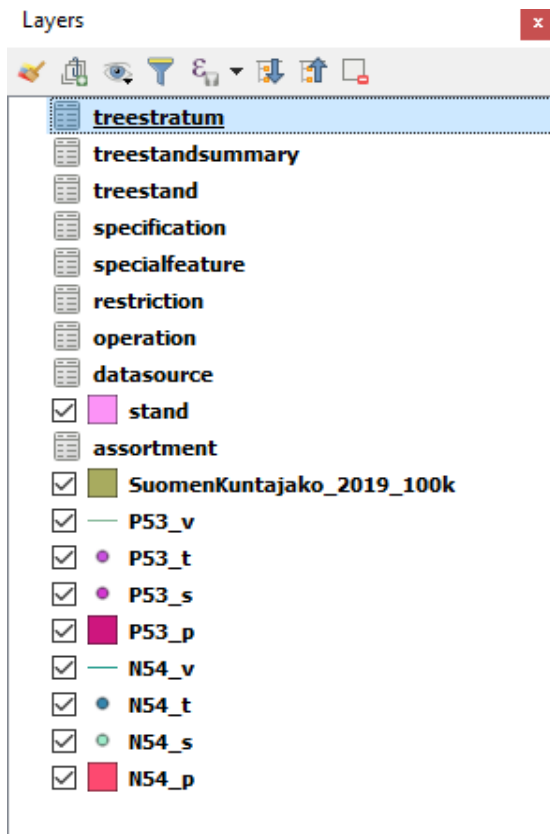 Layers
x
treestratum
treestandsummary
treestand
specification
specialfeature
restriction
operation
datasource
stand
assortment
SuomenKuntajako_2019_100k
P53_v
P53_t
P53_s
P53_p
N54_v
N54_t
N54_s
N54_p